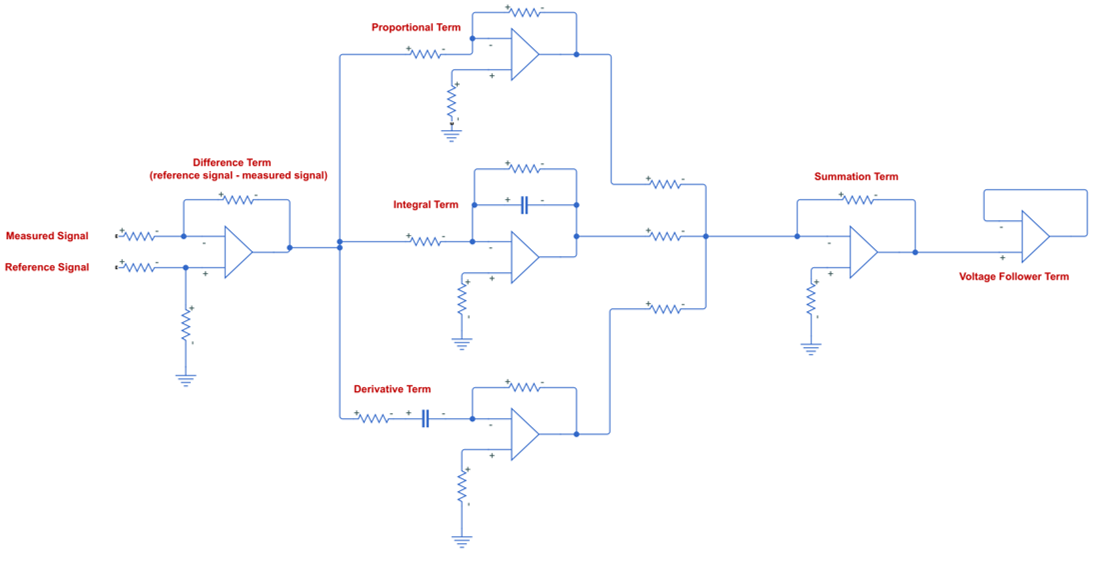 Proportional Term
Difference Term
(reference signal - measured signal)
Integral Term
Summation Term
Measured Signal
Reference Signal
Voltage Follower Term
Derivative Term